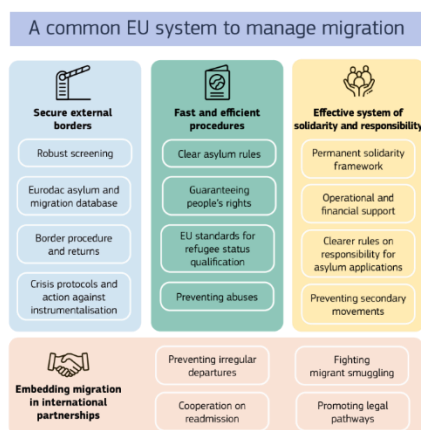 A common EU system to manage migration
Secure external
borders
Robust screening
Eurodac asylum and
migration database
Border procedure
and returns
Crisis protocols and
action against
instrumentalisation
Fast and efficient
procedures
Clear asylum rules
Guaranteeing
people's rights
EU standards for
refugee status
qualification
Preventing abuses
Effective system of
solidarity and responsibility
Permanent solidarity
framework
Operational and
financial support
Clearer rules on
responsibility for
asylum applications
Preventing secondary
movements
Embedding migration
in international
partnerships
Preventing irregular
departures
Cooperation on
readmission
Fighting
migrant smuggling
Promoting legal
pathways